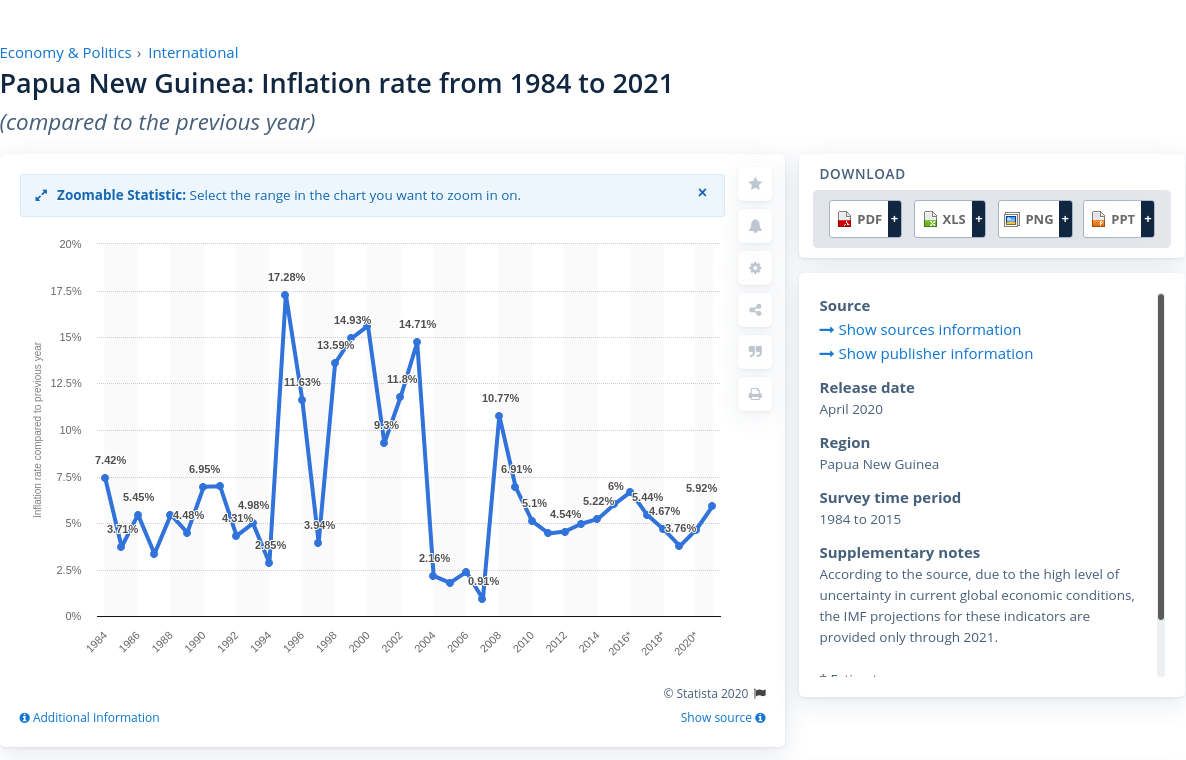 Economy & Politics › International
Papua New Guinea: Inflation rate from 1984 to 2021
(compared to the previous year)
Zoomable Statistic: Select the range in the chart you want to zoom in on. ×
20%
17.5%
15%
12.5%
10%
7.5%
5%
2.5%
0%
Inflation rate compared to previous year
7.42%
3.71%
5.45%
4.48%
6.95%
4.31%
4.98%
2.85%
17.28%
11.63%
3.94%
13.59%
14.93%
9.3%
11.8%
14.71%
2.16%
0.91%
10.77%
6.91%
5.1%
4.54%
5.22%
6%
5.44%
4.67%
3.76%
5.92%
1984
1986
1988
1990
1992
1994
1996
1998
2000
2002
2004
2006
2008
2010
2012
2014
2016*
2018*
2020*
© Statista 2020
Additional Information
Show source
DOWNLOAD
PDF +
XLS +
PNG +
PPT +
Source
Show sources information
Show publisher information
Release date
April 2020
Region
Papua New Guinea
Survey time period
1984 to 2015
Supplementary notes
According to the source, due to the high level of
uncertainty in current global economic conditions,
the IMF projections for these indicators are
provided only through 2021.